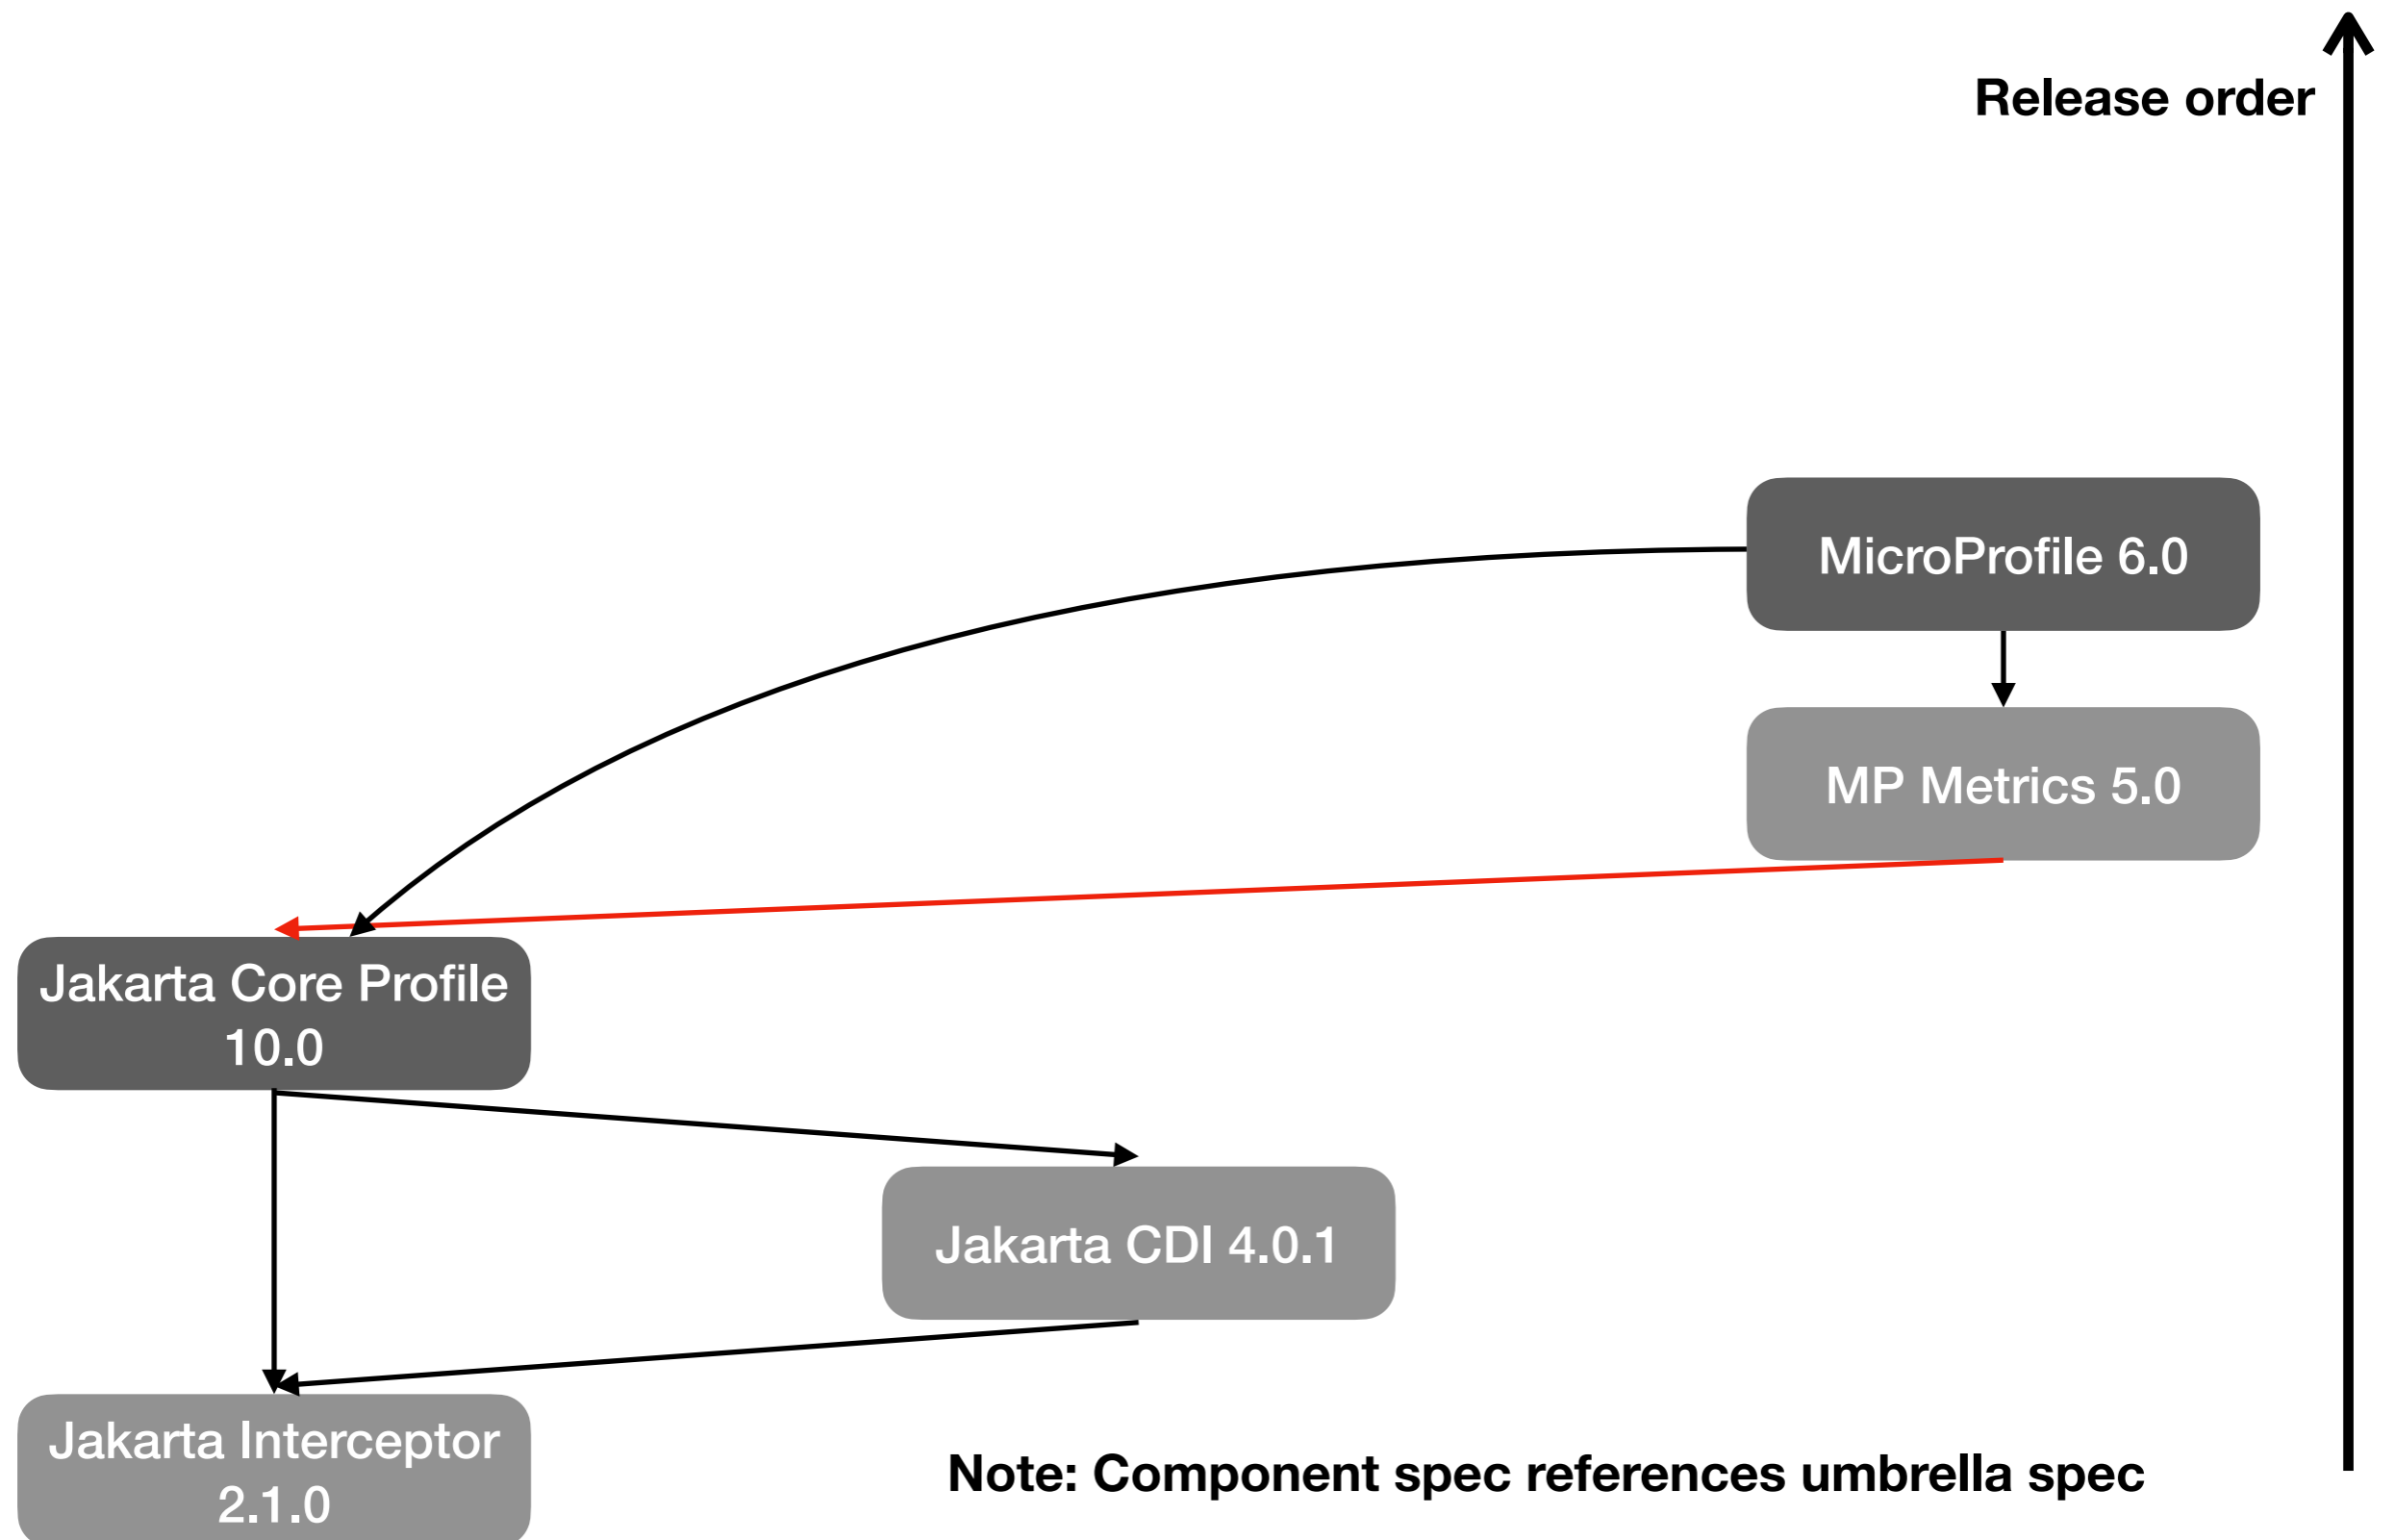 Release order
MicroProfile 6.0
MP Metrics 5.0
Jakarta Core Profile
10.0
Jakarta CDI 4.0.1
Jakarta Interceptor
2.1.0
Note: Component spec references umbrella spec